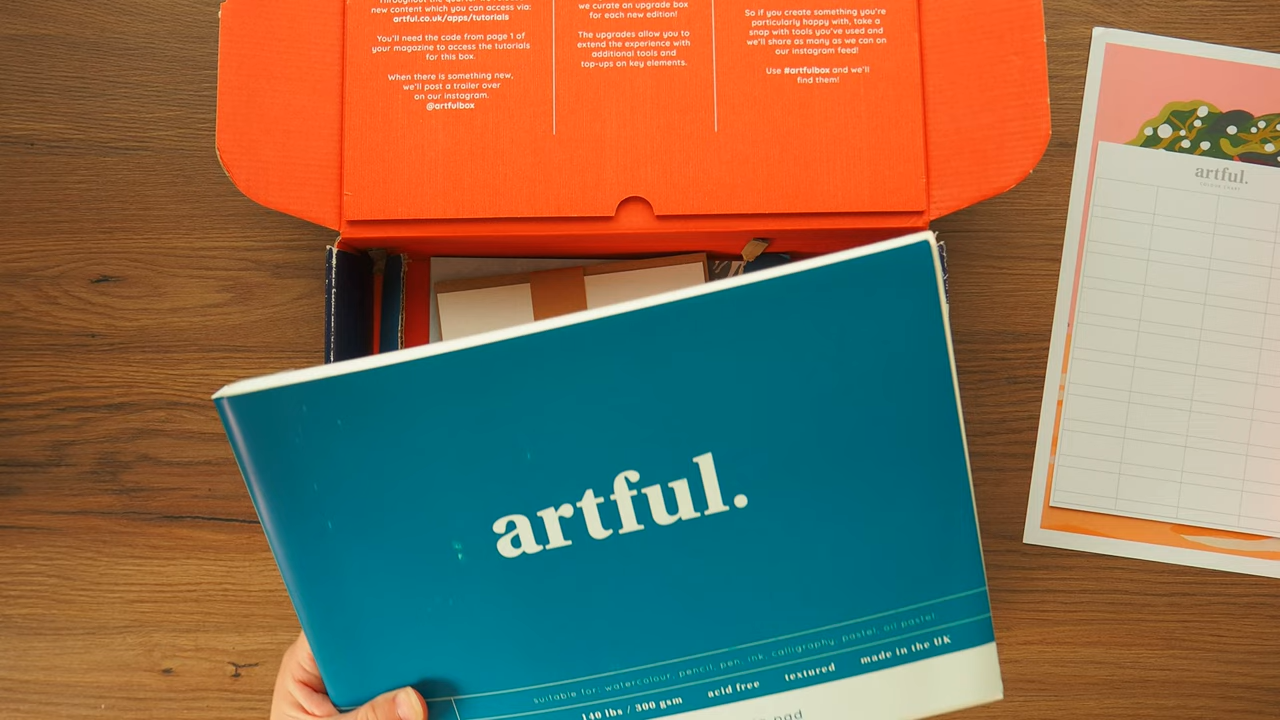 new content which you can access via:
artful.co.uk/apps/tutorials
You'll need the code from page 1 of
your magazine to access the tutorials
for this box.
When there is something new,
we'll post a trailer over
on our instagram.
@artfulbox
we curate an upgrade box
for each new edition!
The upgrades allow you to
extend the experience with
additional tools and
top-ups on key elements.
So if you create something you're
particularly happy with, take a
snap with tools you've used and
we'll share as many as we can on
our instagram feed!
Use #artfulbox and we'll
find them!
artful.
COLOUR CHART
artful.
suitable for: watercolour, pencil, pen, ink, calligraphy, pastel, oil pastel.
140 lbs / 300 gsm acid free textured made in the UK
pad